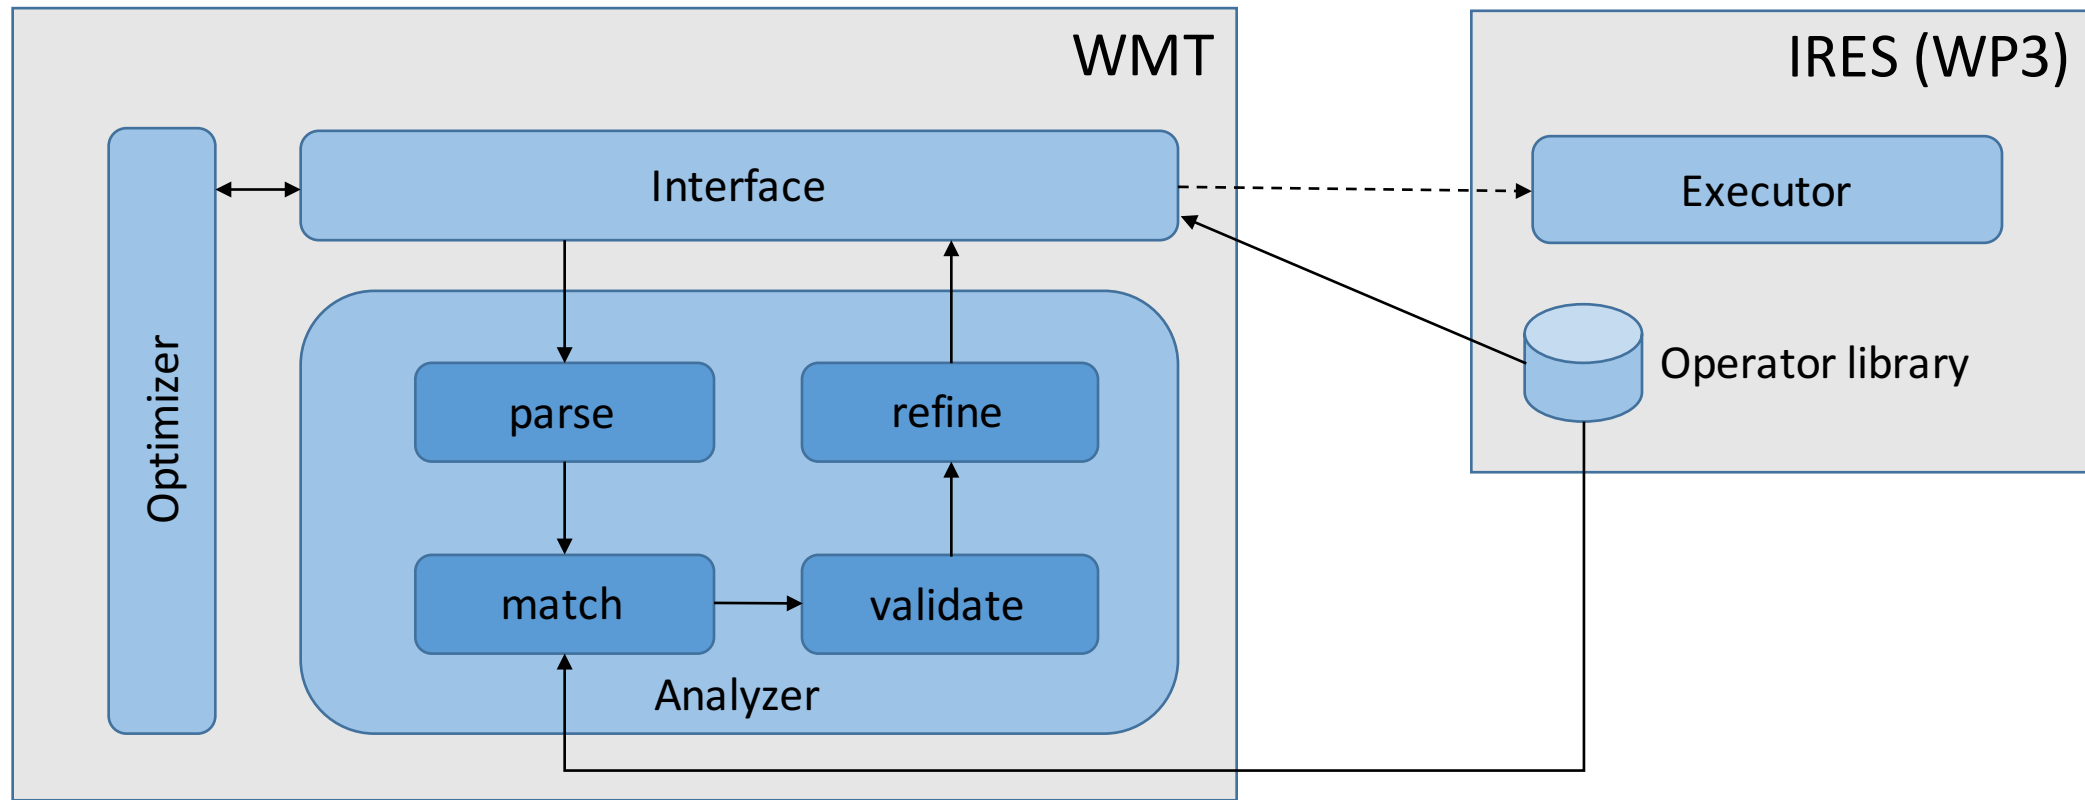 WMT
IRES (WP3)
Interface
Executor
Optimizer
Operator library
parse
refine
match
validate
Analyzer